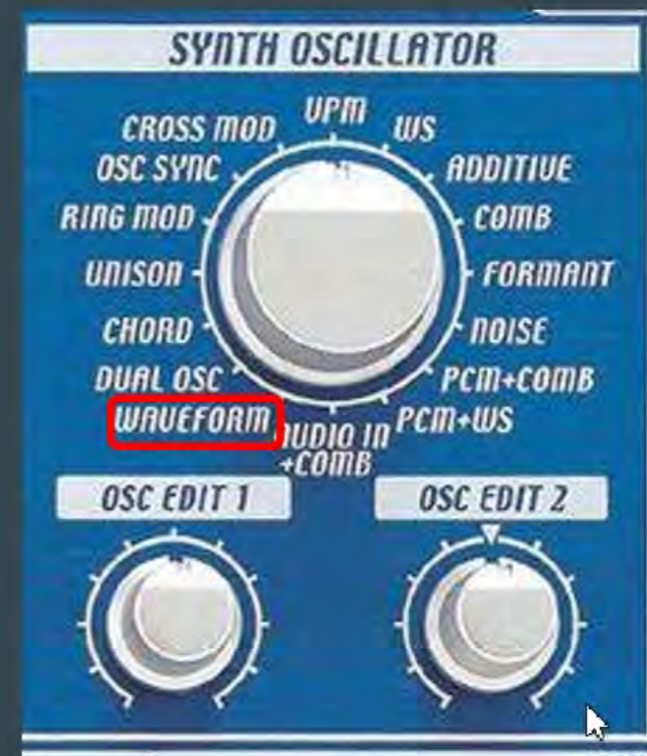 SYNTH OSCILLATOR
VPM
CROSS MOD
WS
OSC SYNC
ADDITIVE
RING MOD
COMB
UNISON
FORMANT
CHORD
NOISE
DUAL OSC
PCM+COMB
WAVEFORM
AUDIO IN
+COMB
PCM+WS
OSC EDIT 1
OSC EDIT 2